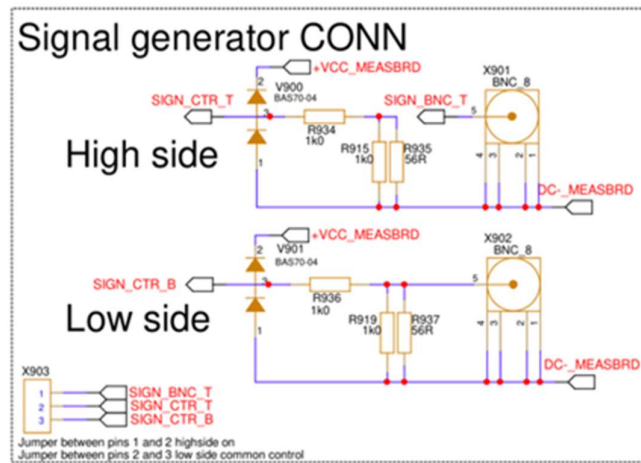 Signal generator CONN
+VCC_MEASBRD
X901
BNC_8
2
V900
BAS70-04
SIGN_CTR_T
3
SIGN_BNC_T
5
R934
1k0
R915
1k0
R935
56R
High side
1
4
3
2
1
DC-_MEASBRD
+VCC_MEASBRD
X902
BNC_8
2
V901
BAS70-04
SIGN_CTR_B
5
R936
1k0
R919
1k0
R937
56R
Low side
1
4
3
2
1
DC-_MEASBRD
X903
1 SIGN_BNC_T
2 SIGN_CTR_T
3 SIGN_CTR_B
Jumper between pins 1 and 2 highside on
Jumper between pins 2 and 3 low side common control